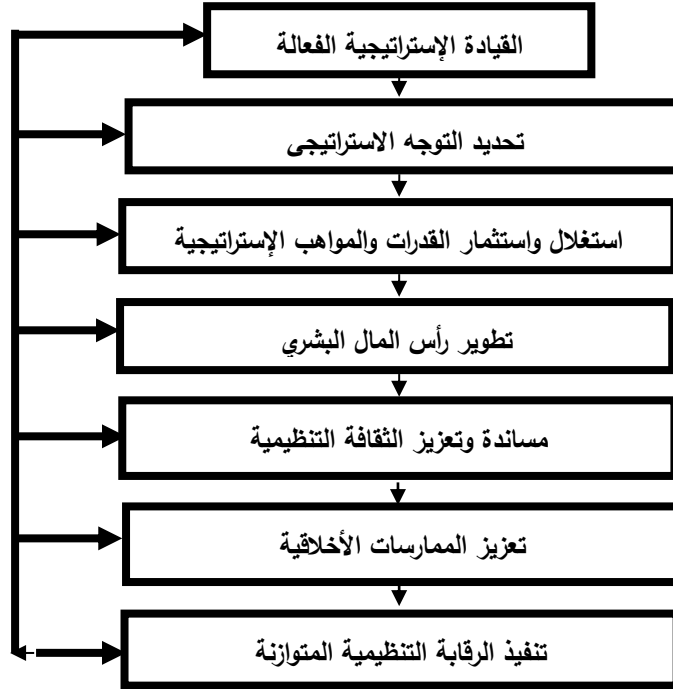 القيادة الإستراتيجية الفعالة
تحديد التوجه الاستراتيجى
استغلال واستثمار القدرات والمواهب الإستراتيجية
تطوير رأس المال البشري
مساندة وتعزيز الثقافة التنظيمية
تعزيز الممارسات الأخلاقية
تنفيذ الرقابة التنظيمية المتوازنة